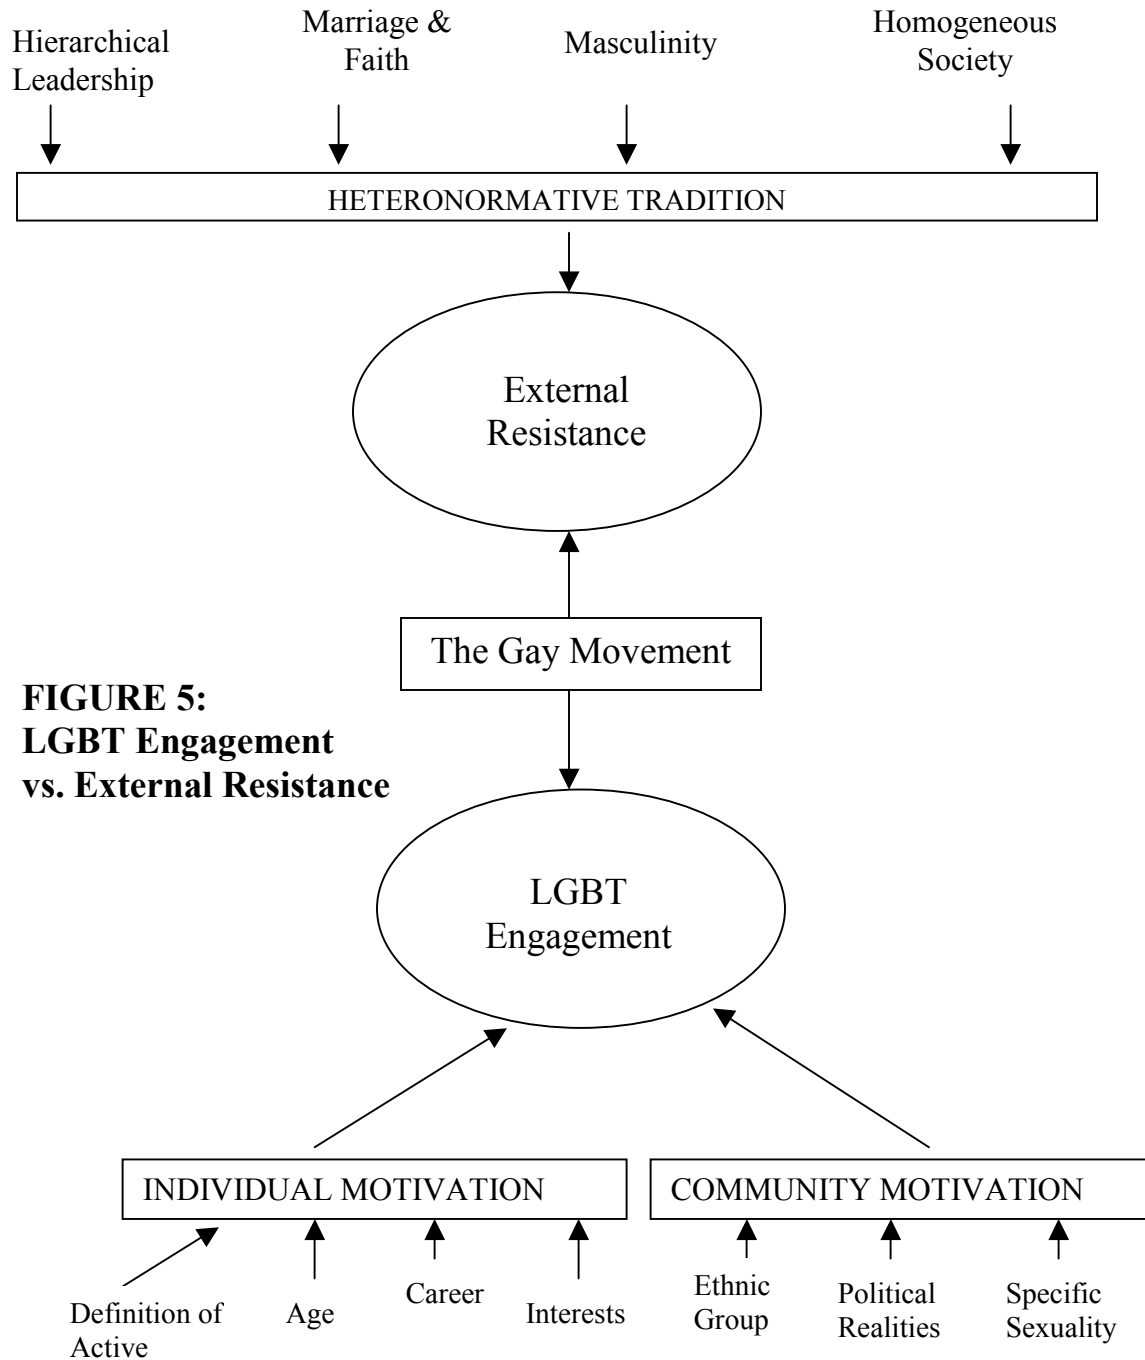 Hierarchical
Leadership
Marriage &
Faith
Masculinity
Homogeneous
Society
HETERONORMATIVE TRADITION
External
Resistance
The Gay Movement
FIGURE 5:
LGBT Engagement
vs. External Resistance
LGBT
Engagement
INDIVIDUAL MOTIVATION
COMMUNITY MOTIVATION
Definition of
Active
Age
Career
Interests
Ethnic
Group
Political
Realities
Specific
Sexuality